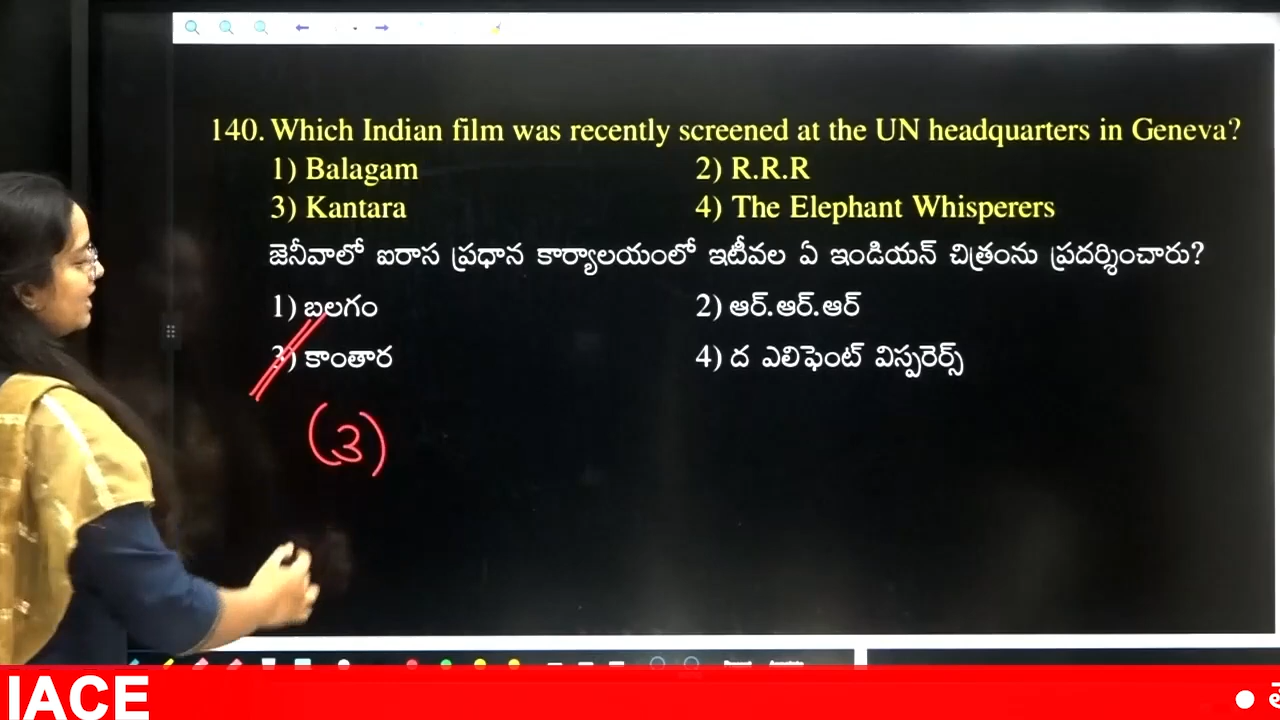 140. Which Indian film was recently screened at the UN headquarters in Geneva?
1) Balagam 2) R.R.R
3) Kantara 4) The Elephant Whisperers
జెనీవాలో ఐరాస ప్రధాన కార్యాలయంలో ఇటీవల ఏ ఇండియన్ చిత్రంను ప్రదర్శించారు?
1) బలగం 2) ఆర్.ఆర్.ఆర్
3) కాంతార 4) ద ఎలిఫెంట్ విస్పరెర్స్
(3)
IACE